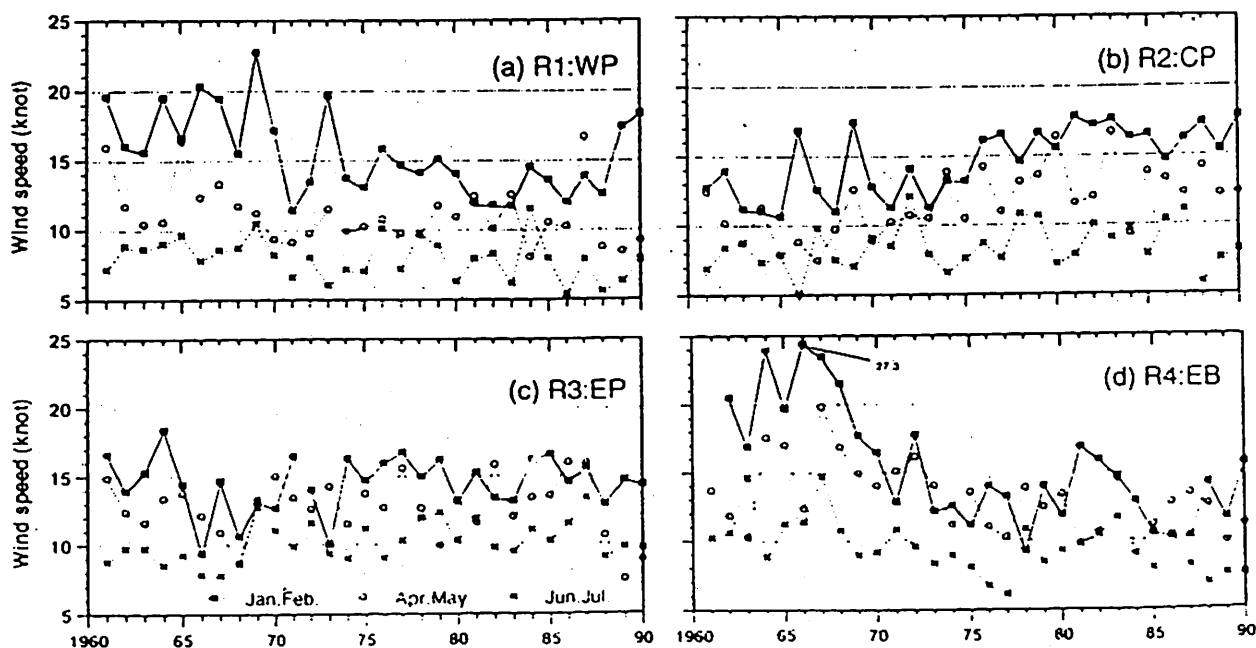 25
20
15
10
5
Wind speed (knot)
(a) R1:WP
(b) R2:CP
25
20
15
10
5
Wind speed (knot)
(c) R3:EP
(d) R4:EB
27.3
Jan.Feb.
Apr.May
Jun.Jul.
1960 65 70 75 80 85 90
1960 65 70 75 80 85 90